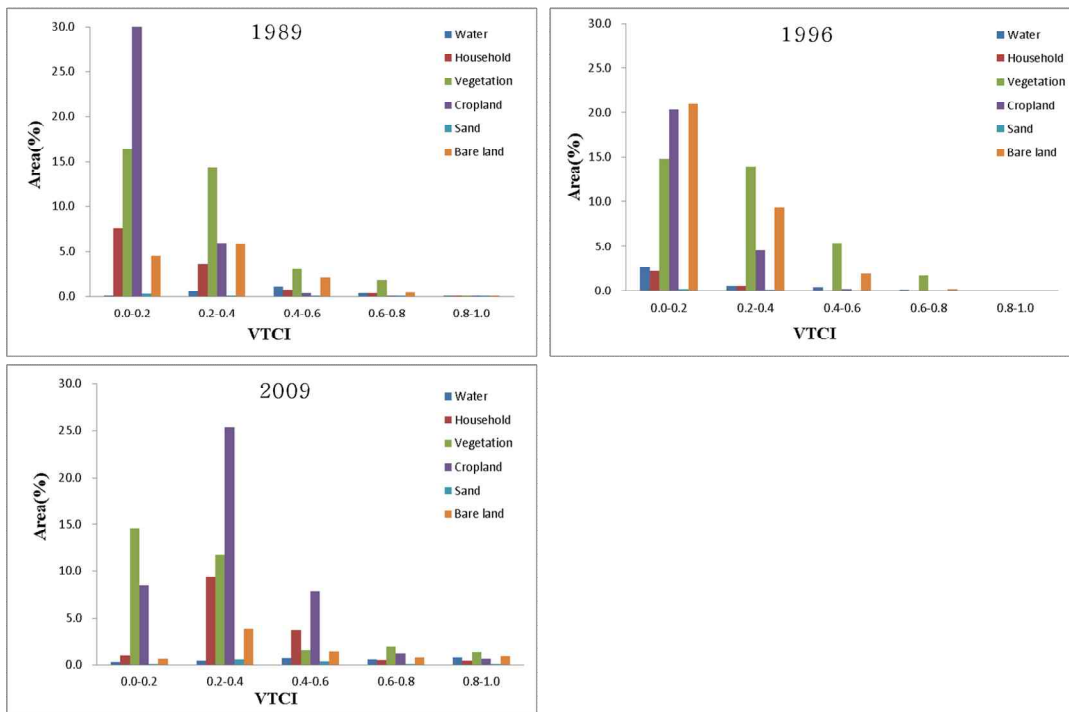 1989
30.0
25.0
20.0
15.0
10.0
5.0
0.0
Area(%)
0.0-0.2 0.2-0.4 0.4-0.6 0.6-0.8 0.8-1.0
VTCI
Water
Household
Vegetation
Cropland
Sand
Bare land
1996
30.0
25.0
20.0
15.0
10.0
5.0
0.0
Area(%)
0.0-0.2 0.2-0.4 0.4-0.6 0.6-0.8 0.8-1.0
VTCI
Water
Household
Vegetation
Cropland
Sand
Bare land
2009
30.0
25.0
20.0
15.0
10.0
5.0
0.0
Area(%)
0.0-0.2 0.2-0.4 0.4-0.6 0.6-0.8 0.8-1.0
VTCI
Water
Household
Vegetation
Cropland
Sand
Bare land